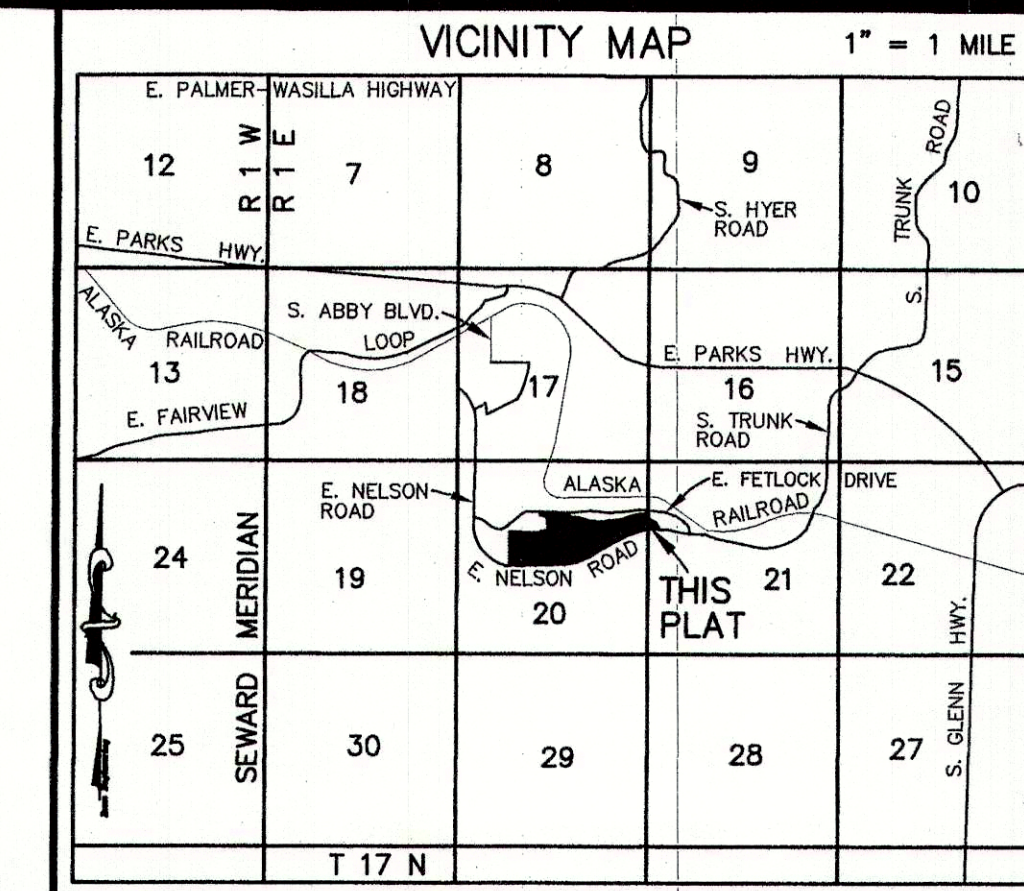 VICINITY MAP
1" = 1 MILE
E. PALMER-WASILLA HIGHWAY
R 1 W
R 1 E
12
7
8
9
10
S. HYER
ROAD
S. TRUNK ROAD
E. PARKS HWY.
ALASKA RAILROAD
S. ABBY BLVD.
E. FAIRVIEW LOOP
13
18
17
E. PARKS HWY.
16
15
S. TRUNK
ROAD
E. NELSON
ROAD
ALASKA RAILROAD
E. FETLOCK DRIVE
24
19
E. NELSON ROAD
20
THIS
PLAT
21
22
SEWARD MERIDIAN
S. GLENN HWY.
25
30
29
28
27
T 17 N